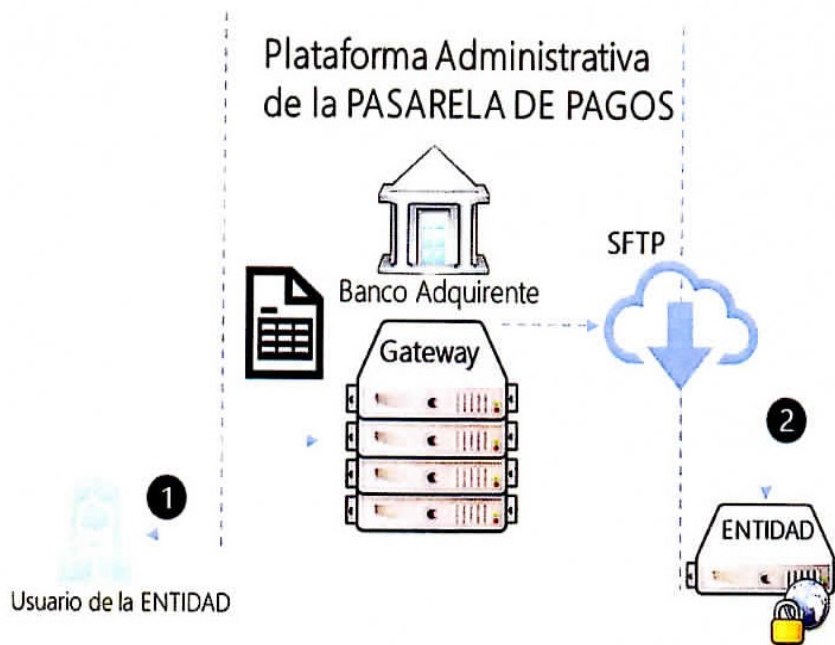 Plataforma Administrativa
de la PASARELA DE PAGOS
SFTP
Banco Adquirente
Gateway
2
1
ENTIDAD
Usuario de la ENTIDAD